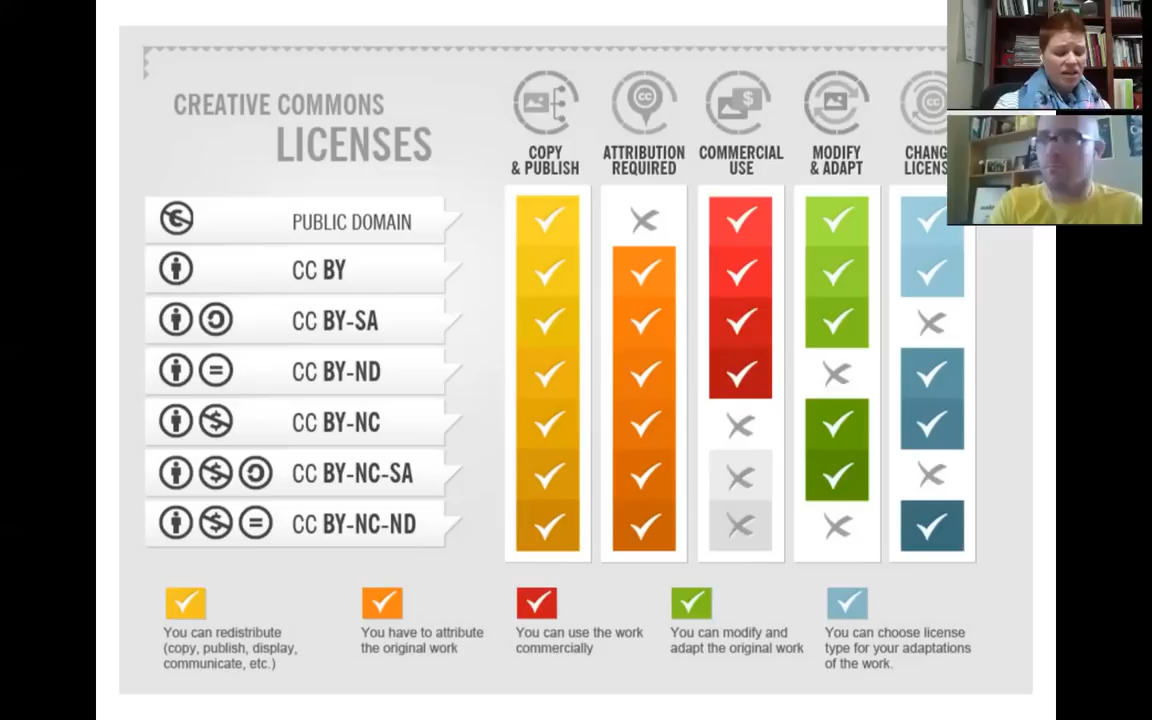 CREATIVE COMMONS
LICENSES
COPY
& PUBLISH
ATTRIBUTION
REQUIRED
COMMERCIAL
USE
MODIFY
& ADAPT
PUBLIC DOMAIN
CC BY
CC BY-SA
CC BY-ND
CC BY-NC
CC BY-NC-SA
CC BY-NC-ND
You can redistribute
(copy, publish, display,
communicate, etc.)
You have to attribute
the original work
You can use the work
commercially
You can modify and
adapt the original work
You can choose license
type for your adaptations
of the work.